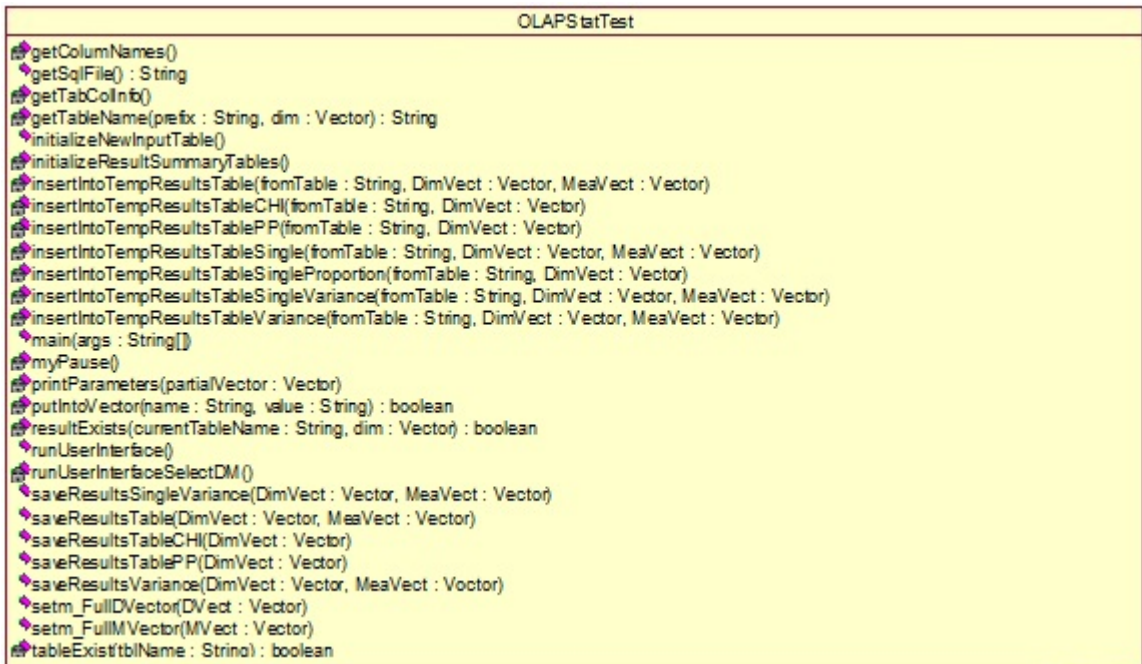 OLAPStatTest
getColumNames()
getSqlFile() : String
getTabColInfo()
getTableName(prefix : String, dim : Vector) : String
initializeNewInputTable()
initializeResultSummaryTables()
insertIntoTempResultsTable(fromTable : String, DimVect : Vector, MeaVect : Vector)
insertIntoTempResultsTableCHI(fromTable : String, DimVect : Vector)
insertIntoTempResultsTablePP(fromTable : String, DimVect : Vector)
insertIntoTempResultsTableSingle(fromTable : String, DimVect : Vector, MeaVect : Vector)
insertIntoTempResultsTableSingleProportion(fromTable : String, DimVect : Vector)
insertIntoTempResultsTableSingleVariance(fromTable : String, DimVect : Vector, MeaVect : Vector)
insertIntoTempResultsTableVariance(fromTable : String, DimVect : Vector, MeaVect : Vector)
main(args : String[])
myPause()
printParameters(partialVector : Vector)
putIntoVector(name : String, value : String) : boolean
resultExists(currentTableName : String, dim : Vector) : boolean
runUserInterface()
runUserInterfaceSelectDM()
saveResultsSingleVariance(DimVect : Vector, MeaVect : Vector)
saveResultsTable(DimVect : Vector, MeaVect : Vector)
saveResultsTableCHI(DimVect : Vector)
saveResultsTablePP(DimVect : Vector)
saveResultsVariance(DimVect : Vector, MeaVect : Voctor)
setm_FullDVector(DVect : Vector)
setm_FullMVector(MVect : Vector)
tableExist(tblName : String) : boolean